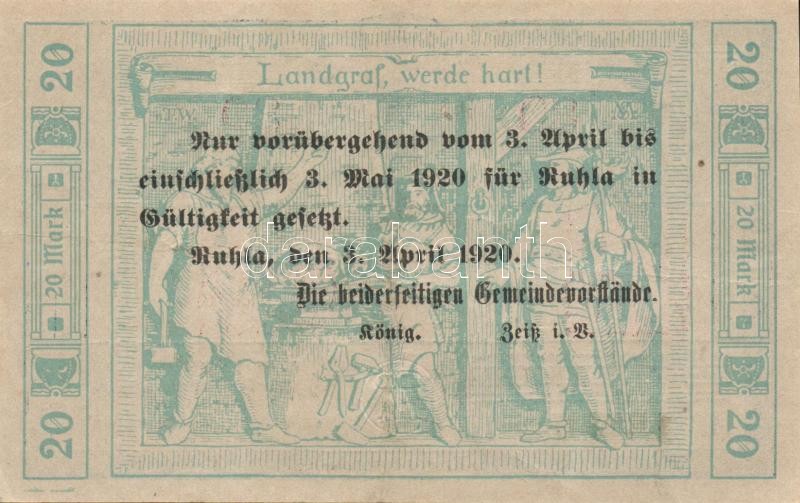 20
20
Landgraf, werde hart!
T.W.
Nur vorübergehend vom 3. April bis
einschließlich 3. Mai 1920 für Ruhla in
Gültigkeit gesetzt.
Ruhla, den 3. April 1920.
Die beiderseitigen Gemeindevorstände.
König. Zeiß i. V.
20 Mark
20 Mark
darabanth
20
20